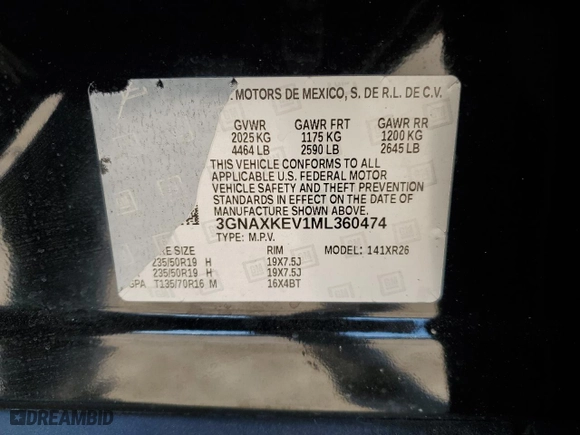 MOTORS DE MEXICO, S. DE R.L. DE C.V.
GVWR GAWR FRT GAWR RR
2025 KG 1175 KG 1200 KG
4464 LB 2590 LB 2645 LB
THIS VEHICLE CONFORMS TO ALL
APPLICABLE U.S. FEDERAL MOTOR
VEHICLE SAFETY AND THEFT PREVENTION
STANDARDS IN EFFECT ON THE DATE OF
MANUFACTURE SHOWN ABOVE.
3GNAXKEV1ML360474
TYPE: M.P.V. MODEL: 141XR26
RE SIZE RIM
235/50R19 H 19X7.5J
235/50R19 H 19X7.5J
SPA T135/70R16 M 16X4BT
DREAMBID